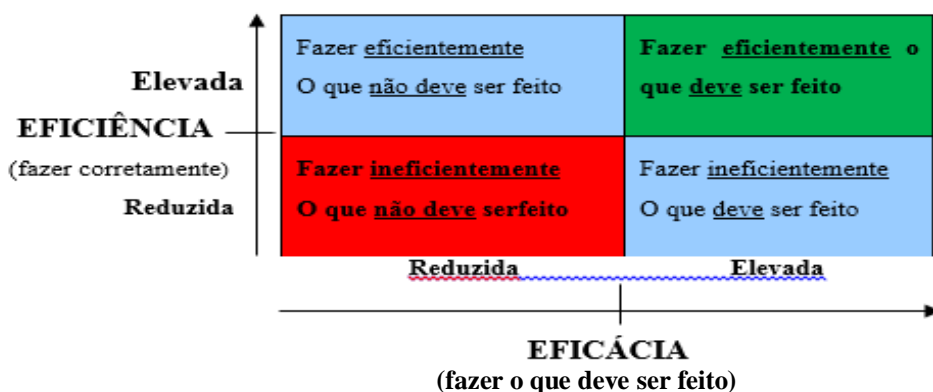 Fazer eficientemente
O que não deve ser feito
Fazer eficientemente o
que deve ser feito
Elevada
EFICIÊNCIA
(fazer corretamente)
Reduzida
Fazer ineficientemente
O que não deve serfeito
Fazer ineficientemente
O que deve ser feito
Reduzida Elevada
EFICÁCIA
(fazer o que deve ser feito)